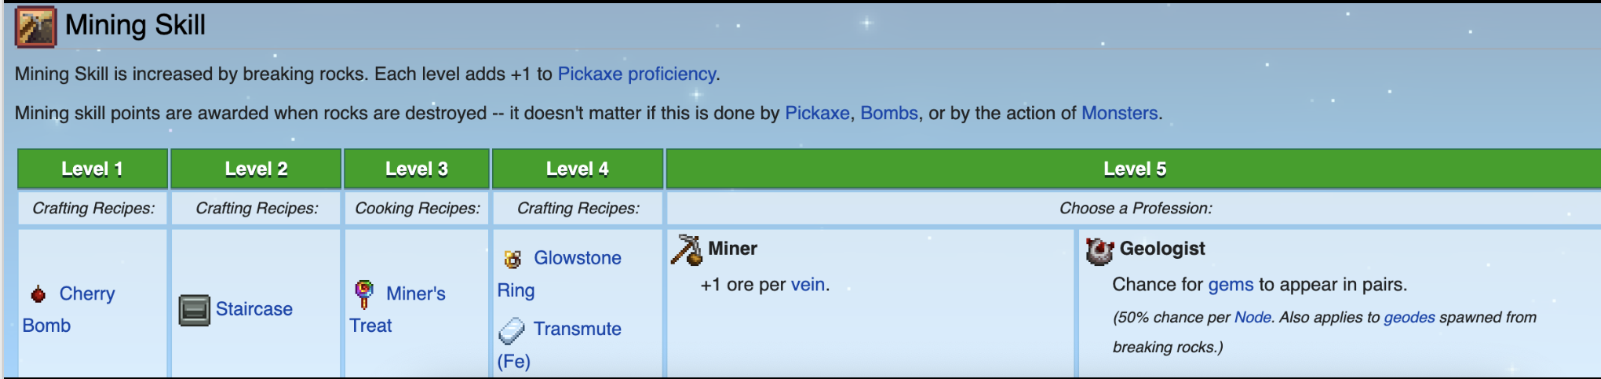 Mining Skill
Mining Skill is increased by breaking rocks. Each level adds +1 to Pickaxe proficiency.
Mining skill points are awarded when rocks are destroyed -- it doesn't matter if this is done by Pickaxe, Bombs, or by the action of Monsters.
Level 1 Level 2 Level 3 Level 4 Level 5
Crafting Recipes: Crafting Recipes: Cooking Recipes: Crafting Recipes: Choose a Profession:
Cherry
Bomb
Staircase
Miner's
Treat
Glowstone
Ring
Transmute
(Fe)
Miner
+1 ore per vein.
Geologist
Chance for gems to appear in pairs.
(50% chance per Node. Also applies to geodes spawned from
breaking rocks.)